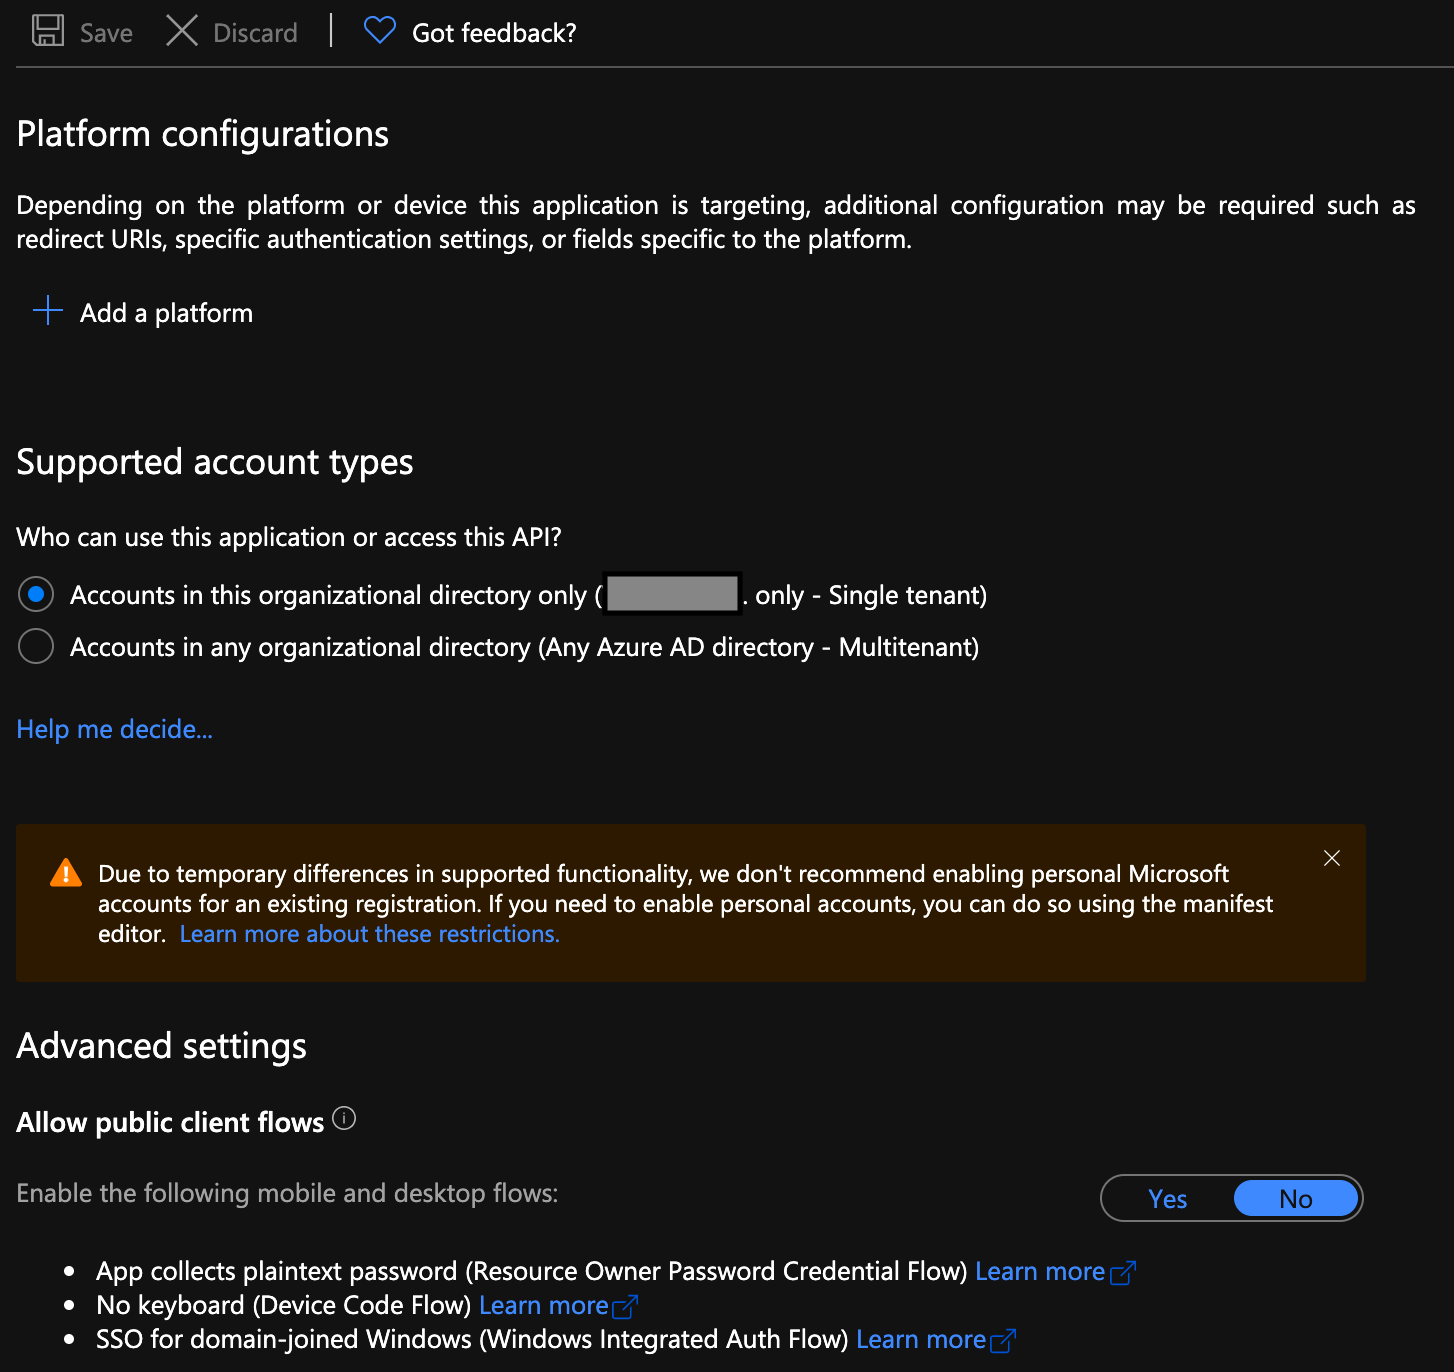 Save Discard Got feedback?
Platform configurations
Depending on the platform or device this application is targeting, additional configuration may be required such as
redirect URIs, specific authentication settings, or fields specific to the platform.
Add a platform
Supported account types
Who can use this application or access this API?
Accounts in this organizational directory only ( . only - Single tenant)
Accounts in any organizational directory (Any Azure AD directory - Multitenant)
Help me decide...
Due to temporary differences in supported functionality, we don't recommend enabling personal Microsoft
accounts for an existing registration. If you need to enable personal accounts, you can do so using the manifest
editor. Learn more about these restrictions.
Advanced settings
Allow public client flows
Enable the following mobile and desktop flows: Yes No
• App collects plaintext password (Resource Owner Password Credential Flow) Learn more
• No keyboard (Device Code Flow) Learn more
• SSO for domain-joined Windows (Windows Integrated Auth Flow) Learn more